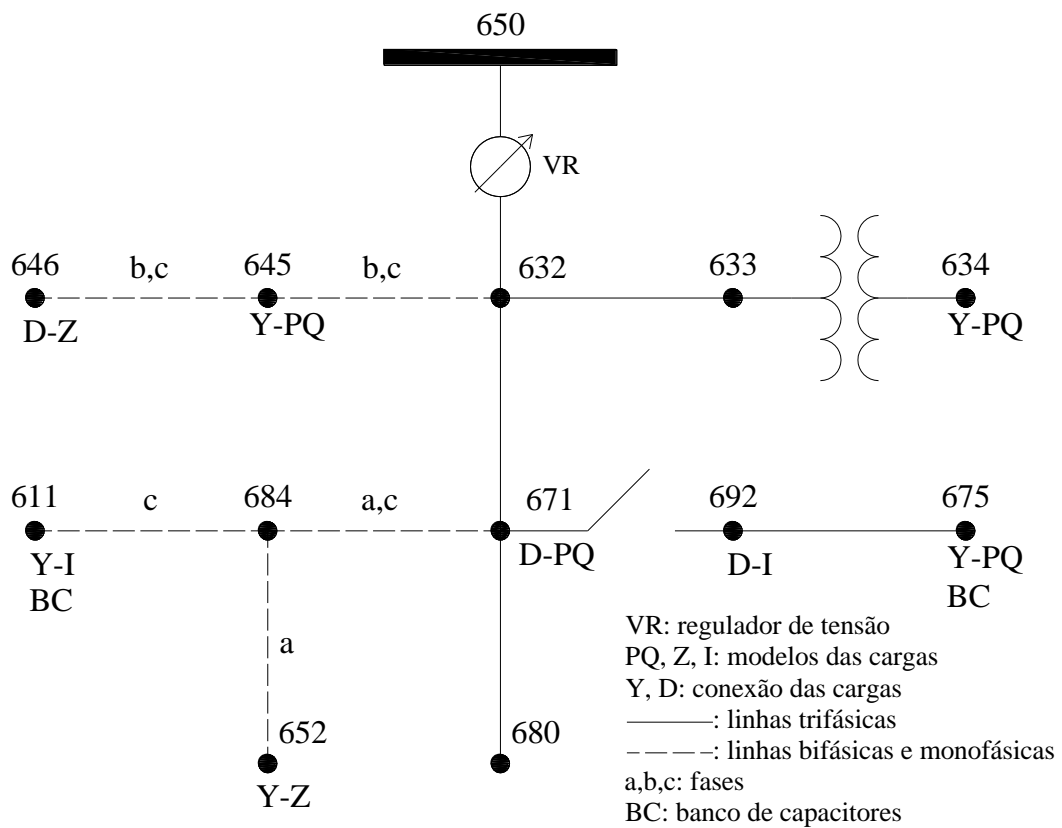 650
VR
646 b,c 645 b,c 632 633 634
D-Z Y-PQ Y-PQ
611 c 684 a,c 671 692 675
Y-I D-PQ D-I Y-PQ
BC BC
a
652 680
Y-Z
VR: regulador de tensão
PQ, Z, I: modelos das cargas
Y, D: conexão das cargas
: linhas trifásicas
: linhas bifásicas e monofásicas
a,b,c: fases
BC: banco de capacitores